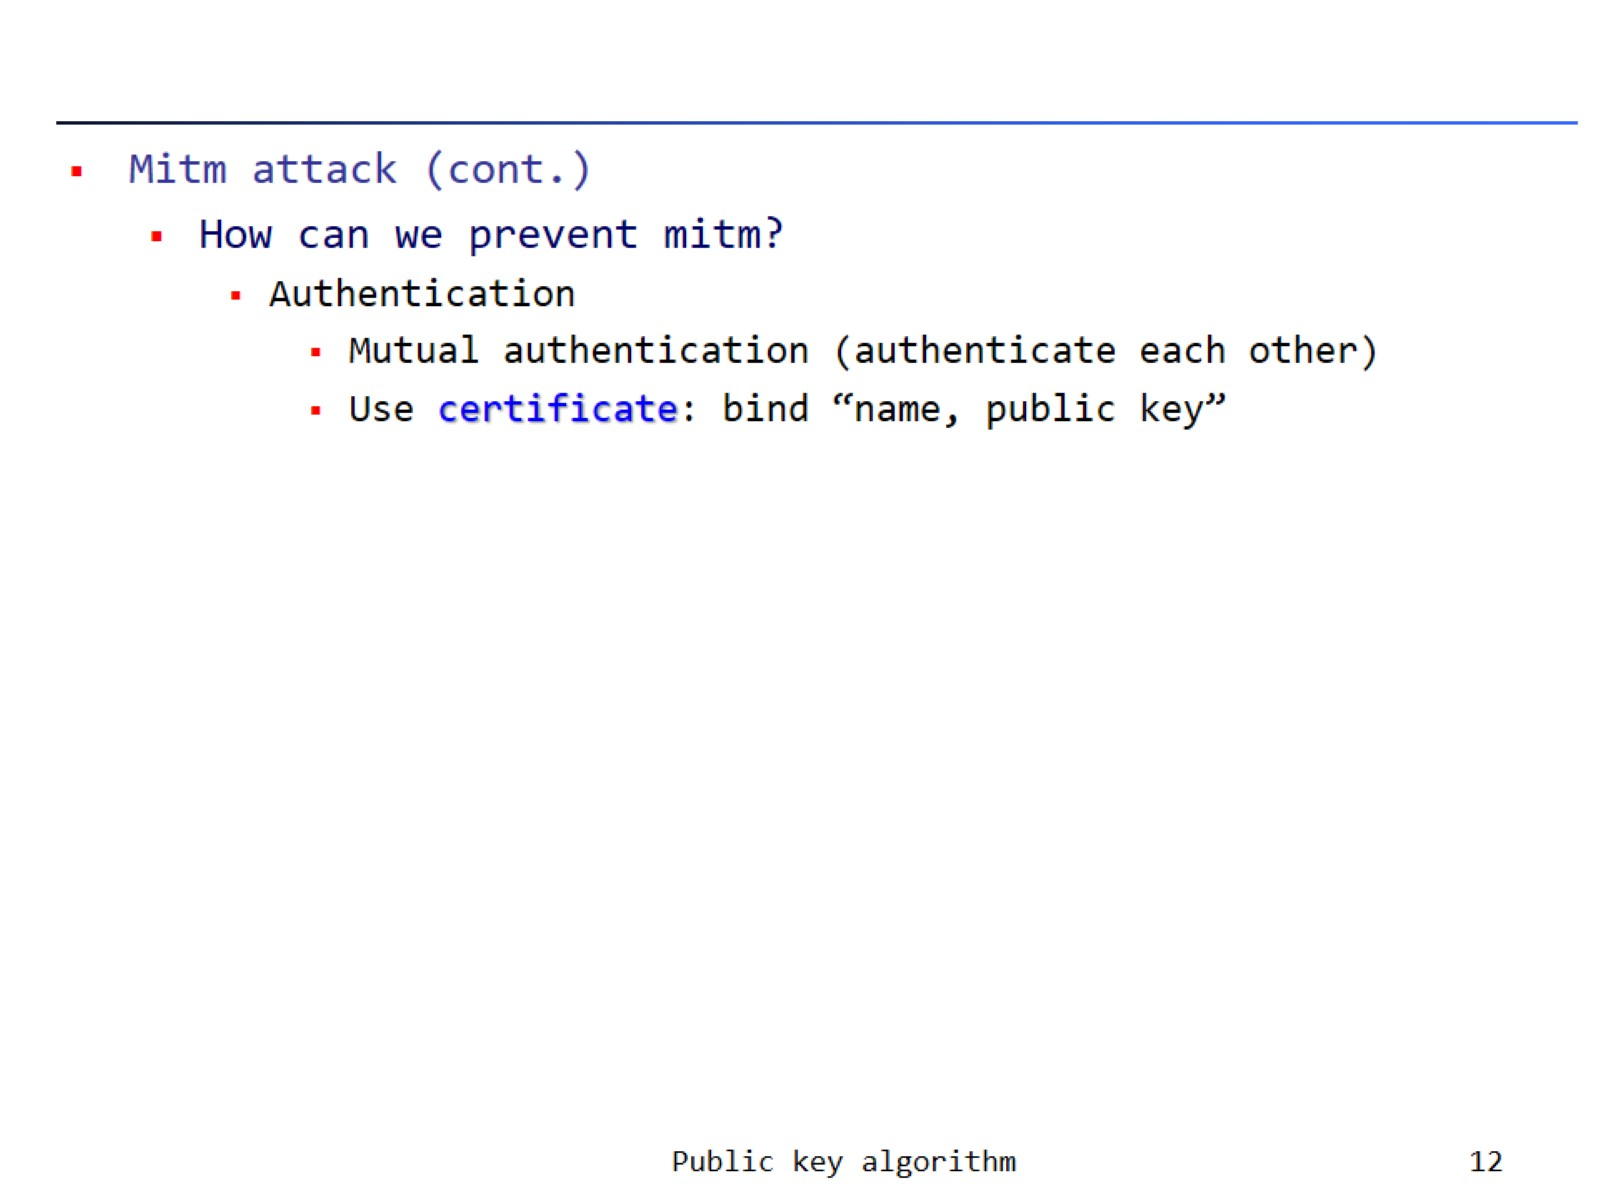 Mitm attack (cont.)
How can we prevent mitm?
Authentication
Mutual authentication (authenticate each other)
Use certificate: bind “name, public key”
Public key algorithm
12